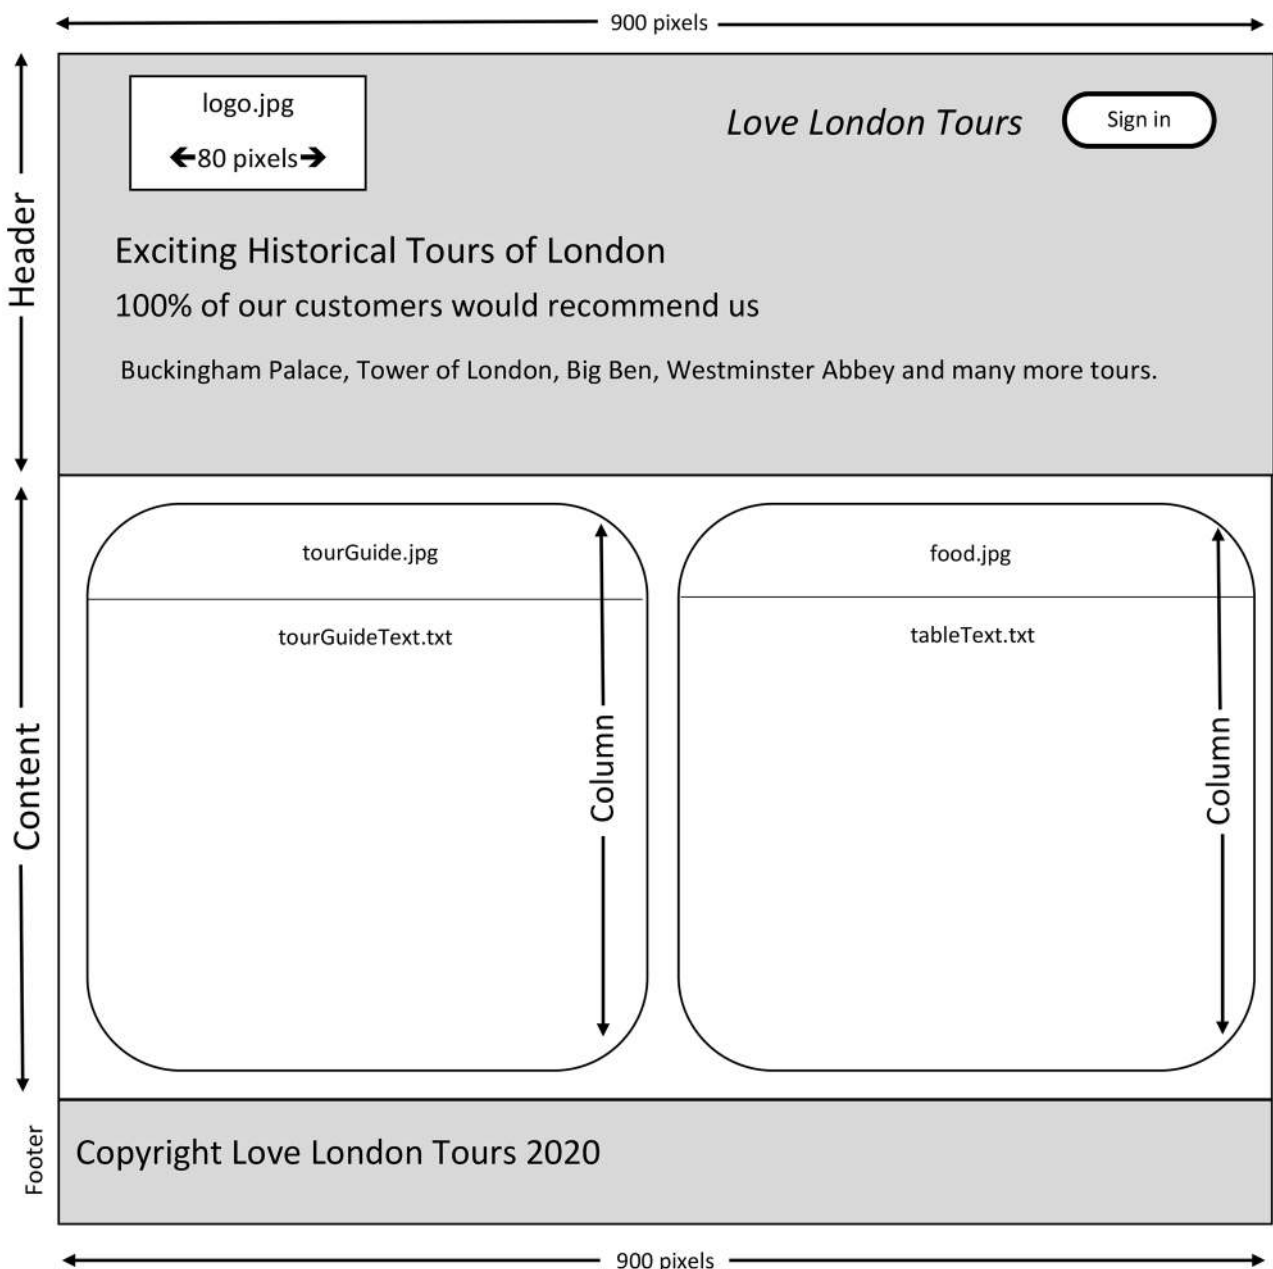 900 pixels
Header
logo.jpg
80 pixels
Love London Tours
Sign in
Exciting Historical Tours of London
100% of our customers would recommend us
Buckingham Palace, Tower of London, Big Ben, Westminster Abbey and many more tours.
Content
tourGuide.jpg
tourGuideText.txt
Column
food.jpg
tableText.txt
Column
Footer
Copyright Love London Tours 2020
900 pixels